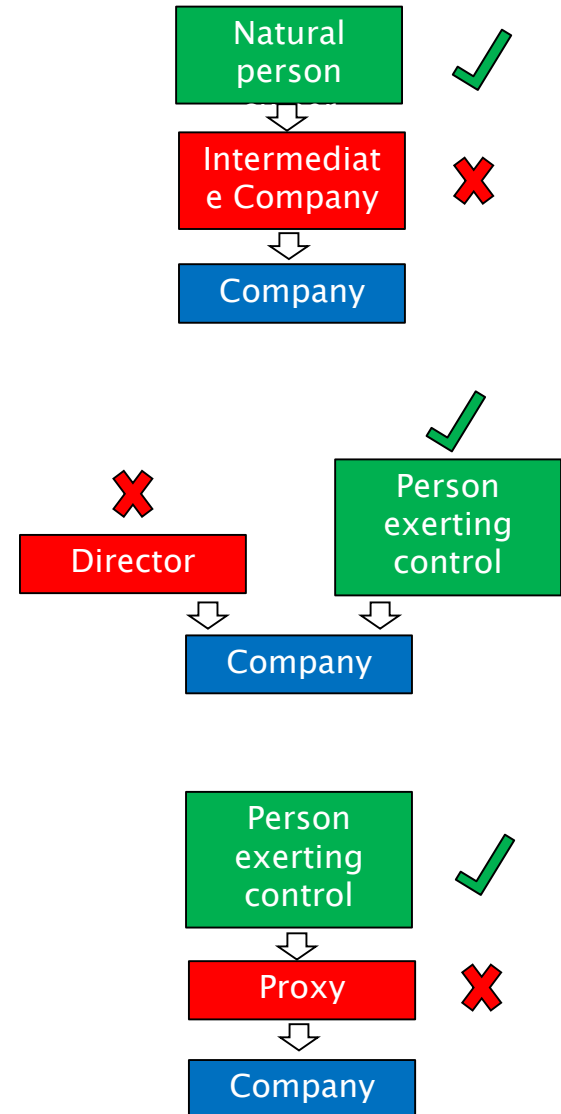 Natural
person
Intermediat
e Company
Company
Person
exerting
control
Director
Company
Person
exerting
control
Proxy
Company